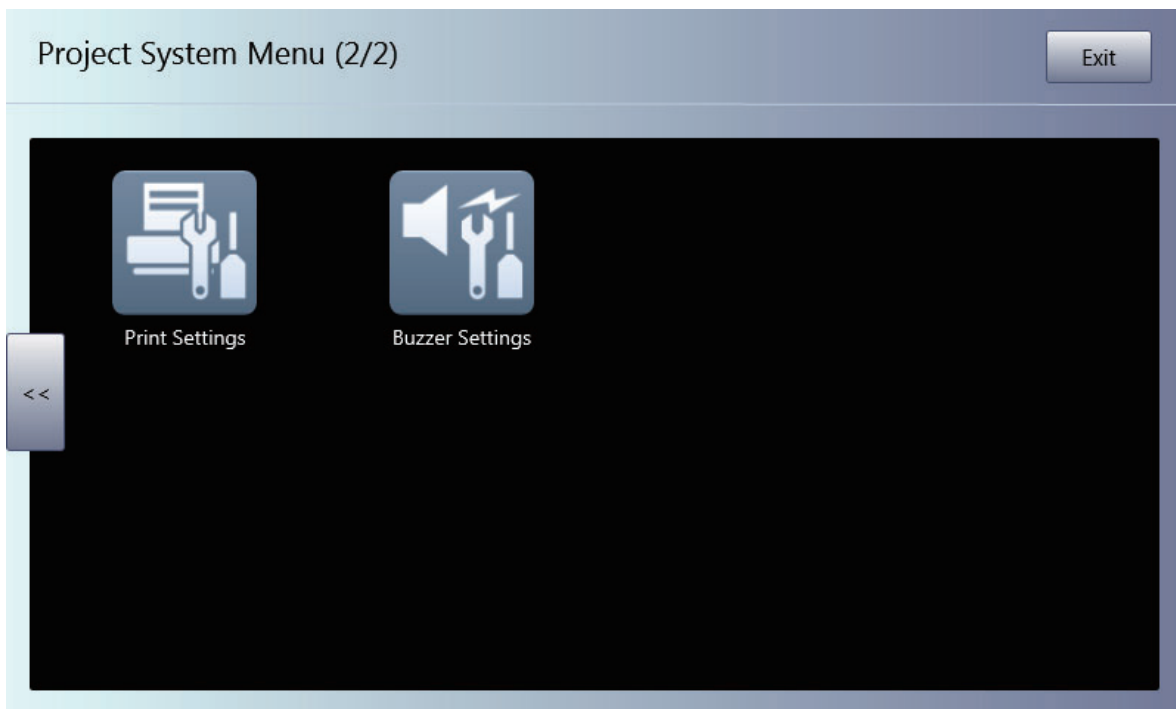 Project System Menu (2/2)
Exit
Print Settings
Buzzer Settings
<<